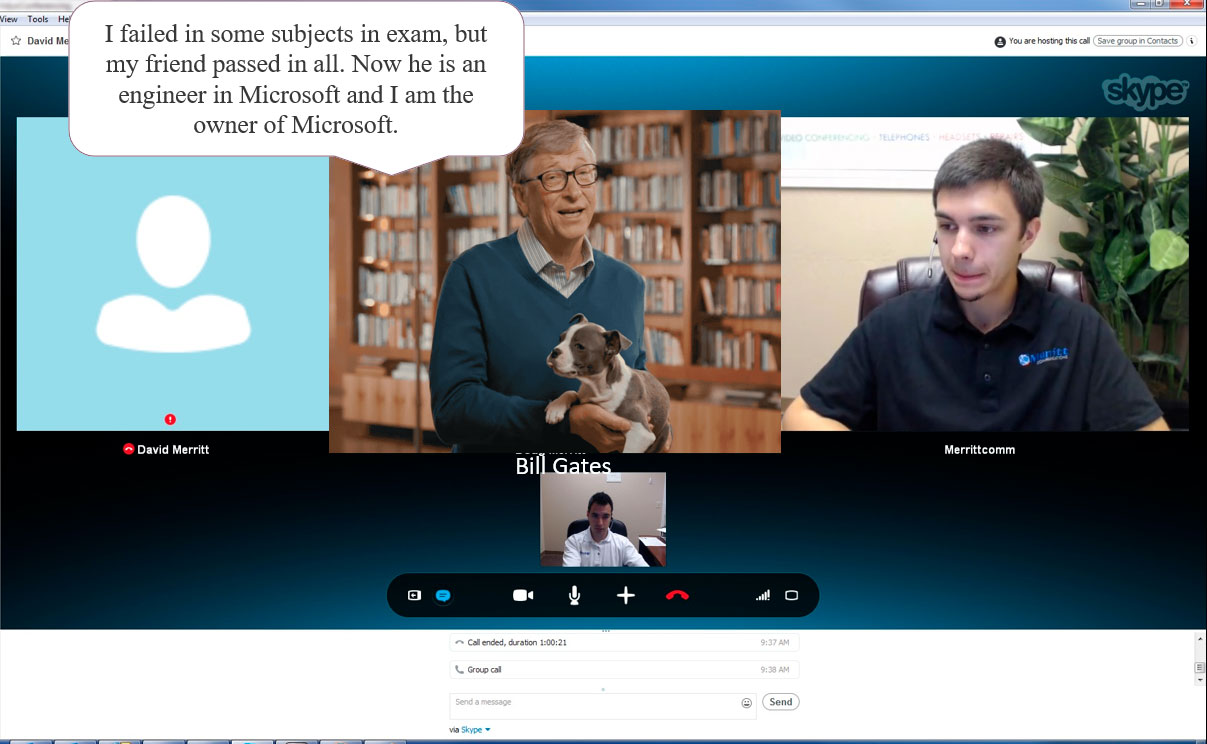 View Tools He
David Me
You are hosting this call
Save group in Contacts
I failed in some subjects in exam, but
my friend passed in all. Now he is an
engineer in Microsoft and I am the
owner of Microsoft.
skype
VIDEO CONFERENCING · TELEPHONES · HEADSETS · REPAIRS
David Merritt
Bill Gates
Merrittcomm
Call ended, duration 1:00:21
9:37 AM
Group call
9:38 AM
Send a message
Send
via Skype